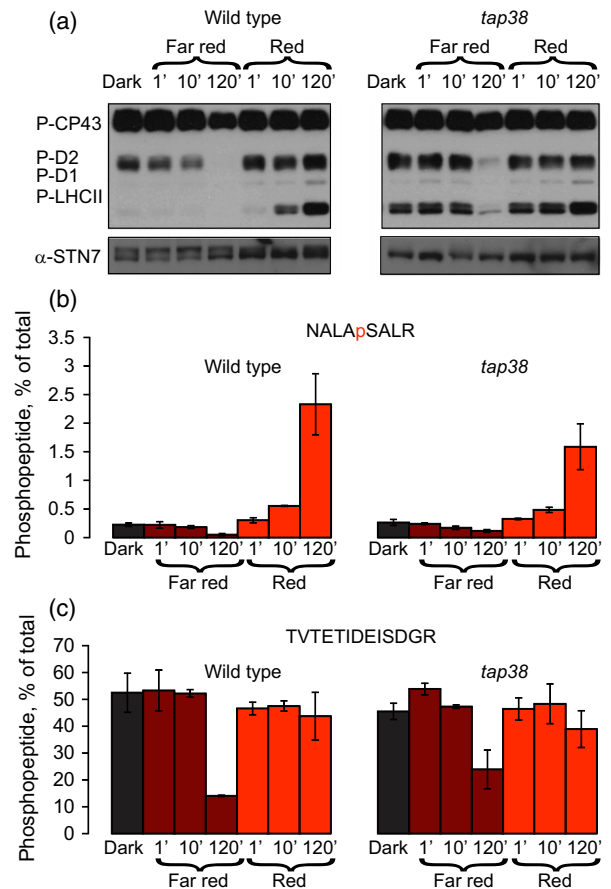 (a)
Wild type
tap38
Far red
Red
Far red
Red
Dark 1' 10' 120' 1' 10' 120'
Dark 1' 10' 120' 1' 10' 120'
P-CP43
P-D2
P-D1
P-LHCII
α-STN7
(b)
NALApSALR
Wild type
tap38
Phosphopeptide, % of total
3.5
3
2.5
2
1.5
1
0.5
0
Dark 1' 10' 120' 1' 10' 120'
Far red
Red
Dark 1' 10' 120' 1' 10' 120'
Far red
Red
(c)
TVTETIDEISDGR
Wild type
tap38
Phosphopeptide, % of total
70
60
50
40
30
20
10
0
Dark 1' 10' 120' 1' 10' 120'
Far red
Red
Dark 1' 10' 120' 1' 10' 120'
Far red
Red